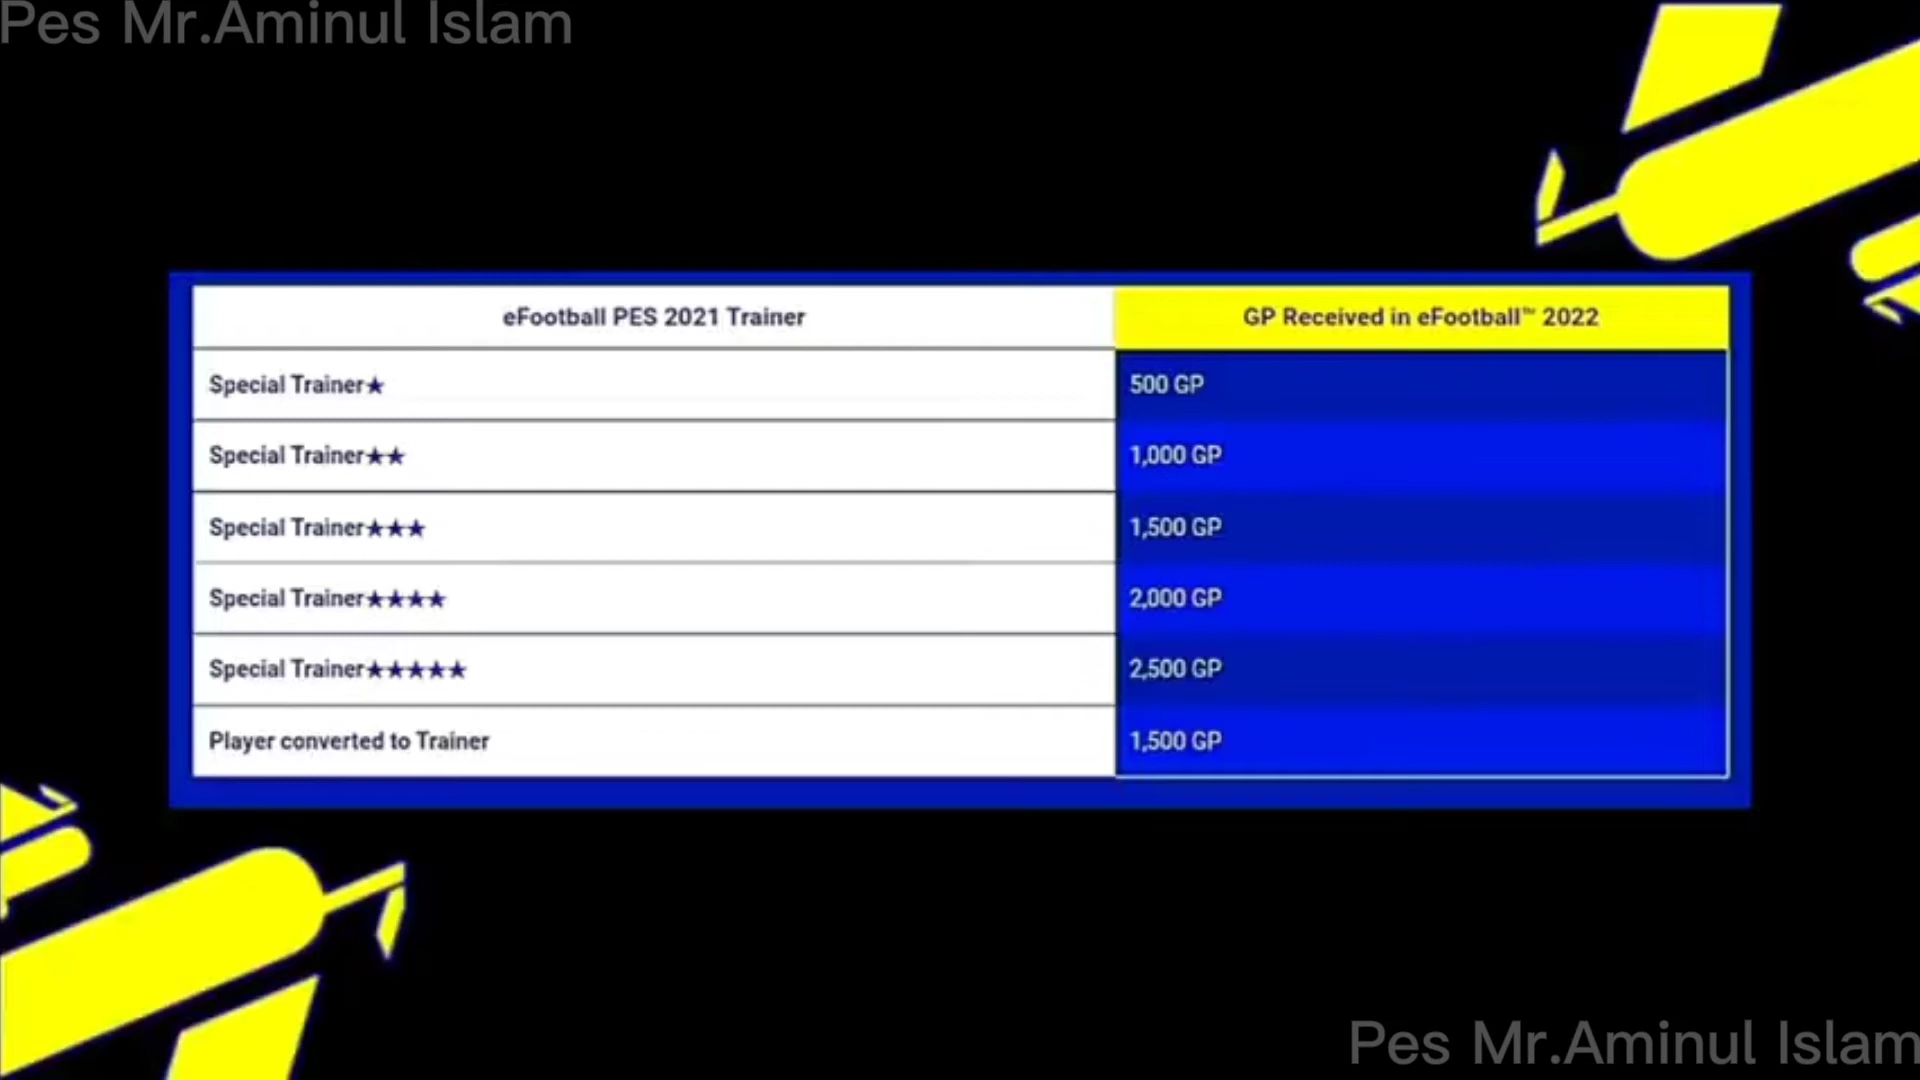 Pes Mr.Aminul Islam
eFootball PES 2021 Trainer GP Received in eFootball™ 2022
Special Trainer★ 500 GP
Special Trainer★★ 1,000 GP
Special Trainer★★★ 1,500 GP
Special Trainer★★★★ 2,000 GP
Special Trainer★★★★★ 2,500 GP
Player converted to Trainer 1,500 GP
Pes Mr.Aminul Islam